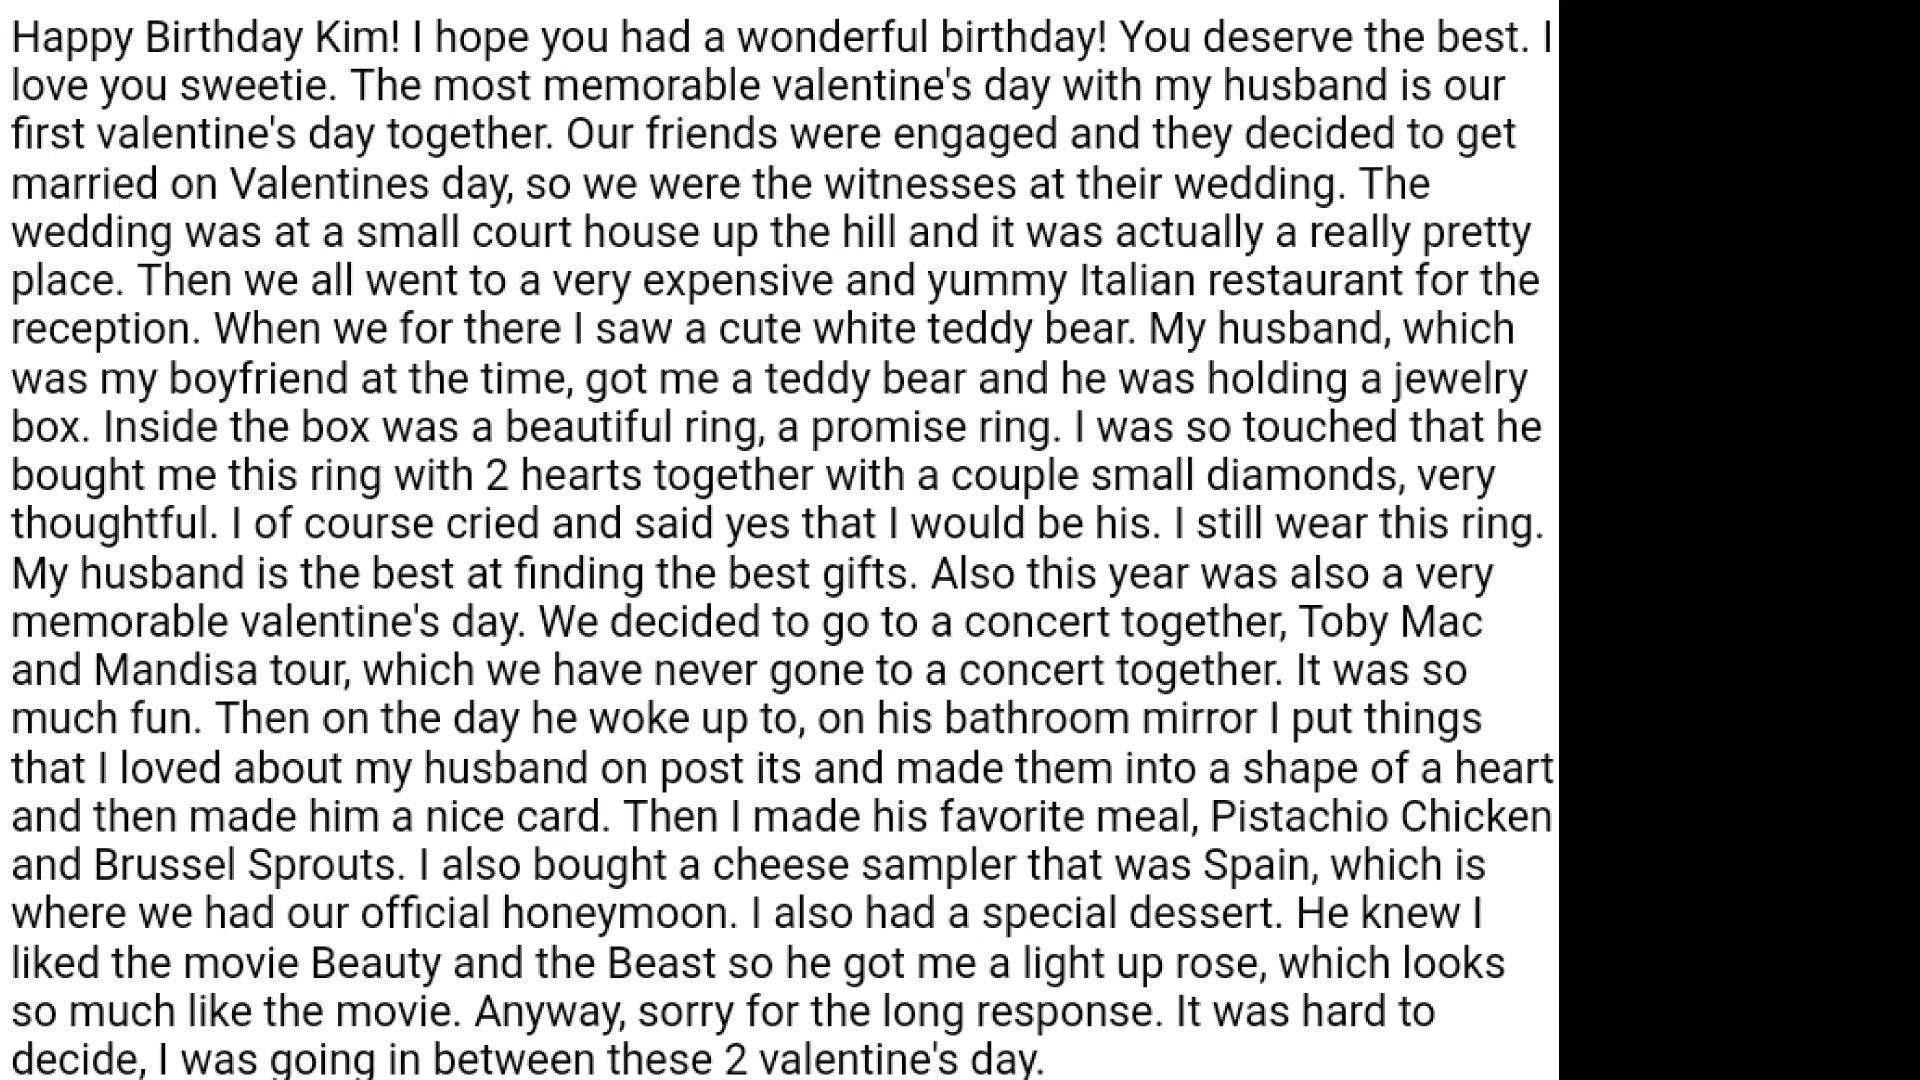 Happy Birthday Kim! I hope you had a wonderful birthday! You deserve the best. I
love you sweetie. The most memorable valentine's day with my husband is our
first valentine's day together. Our friends were engaged and they decided to get
married on Valentines day, so we were the witnesses at their wedding. The
wedding was at a small court house up the hill and it was actually a really pretty
place. Then we all went to a very expensive and yummy Italian restaurant for the
reception. When we for there I saw a cute white teddy bear. My husband, which
was my boyfriend at the time, got me a teddy bear and he was holding a jewelry
box. Inside the box was a beautiful ring, a promise ring. I was so touched that he
bought me this ring with 2 hearts together with a couple small diamonds, very
thoughtful. I of course cried and said yes that I would be his. I still wear this ring.
My husband is the best at finding the best gifts. Also this year was also a very
memorable valentine's day. We decided to go to a concert together, Toby Mac
and Mandisa tour, which we have never gone to a concert together. It was so
much fun. Then on the day he woke up to, on his bathroom mirror I put things
that I loved about my husband on post its and made them into a shape of a heart
and then made him a nice card. Then I made his favorite meal, Pistachio Chicken
and Brussel Sprouts. I also bought a cheese sampler that was Spain, which is
where we had our official honeymoon. I also had a special dessert. He knew I
liked the movie Beauty and the Beast so he got me a light up rose, which looks
so much like the movie. Anyway, sorry for the long response. It was hard to
decide, I was going in between these 2 valentine's day.